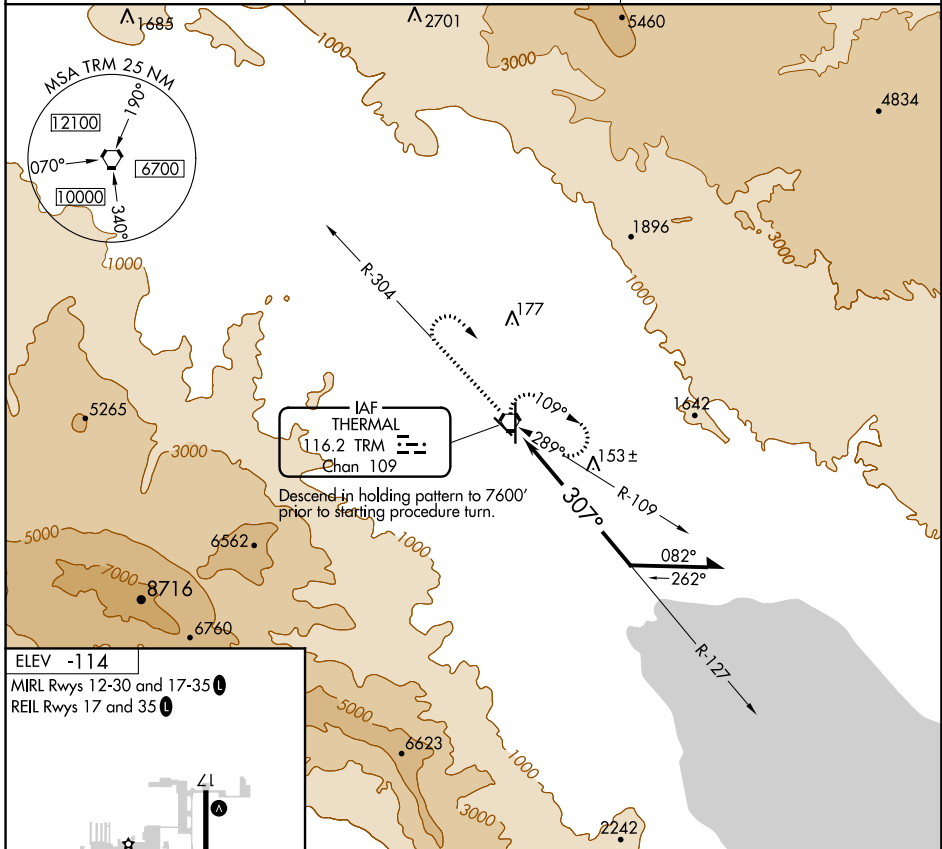 1685
2701
5460
1000
3000
4834
MSA TRM 25 NM
190°
12100
070°
6700
10000
340°
1000
1896
3000
1000
R-304
177
5265
IAF
THERMAL
116.2 TRM
Chan 109
109°
289°
1642
153 ±
R-109
3000
Descend in holding pattern to 7600'
prior to starting procedure turn.
307°
5000
6562
1000
082°
262°
7000
8716
6760
R-127
ELEV -114
MIRL Rwys 12-30 and 17-35 L
REIL Rwys 17 and 35 L
5000
6623
1000
17
A
3000
2242